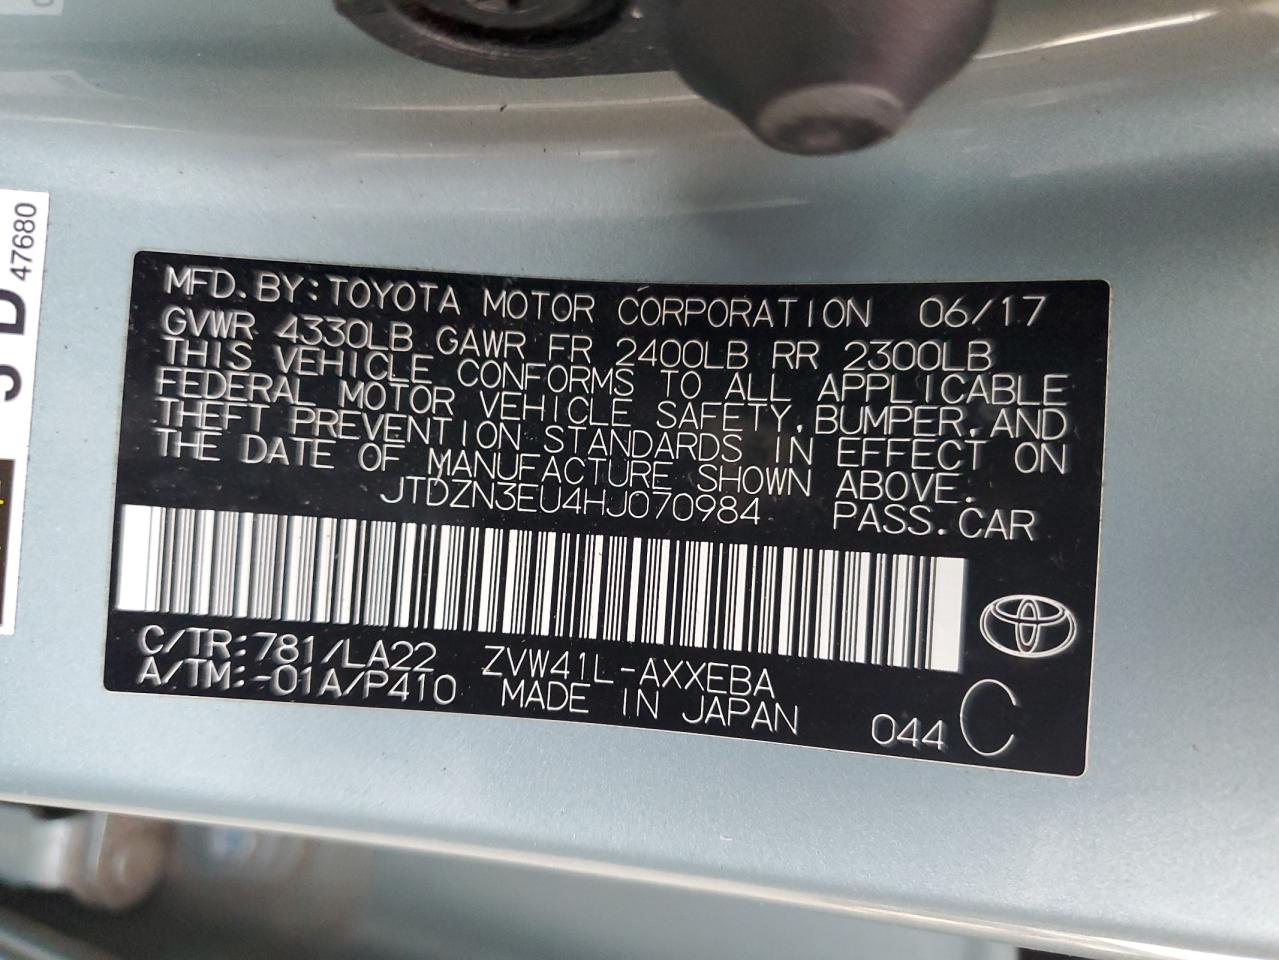 MFD. BY: TOYOTA MOTOR CORPORATION 06/17
GVWR 4330LB GAWR FR 2400LB RR 2300LB
THIS VEHICLE CONFORMS TO ALL APPLICABLE
FEDERAL MOTOR VEHICLE SAFETY, BUMPER, AND
THEFT PREVENTION STANDARDS IN EFFECT ON
THE DATE OF MANUFACTURE SHOWN ABOVE.
JTDZN3EU4HJ070984 PASS. CAR
C/TR: 781/LA22 ZVW41L-AXXEBA
A/TM: -01A/P410 MADE IN JAPAN
044 C
47680